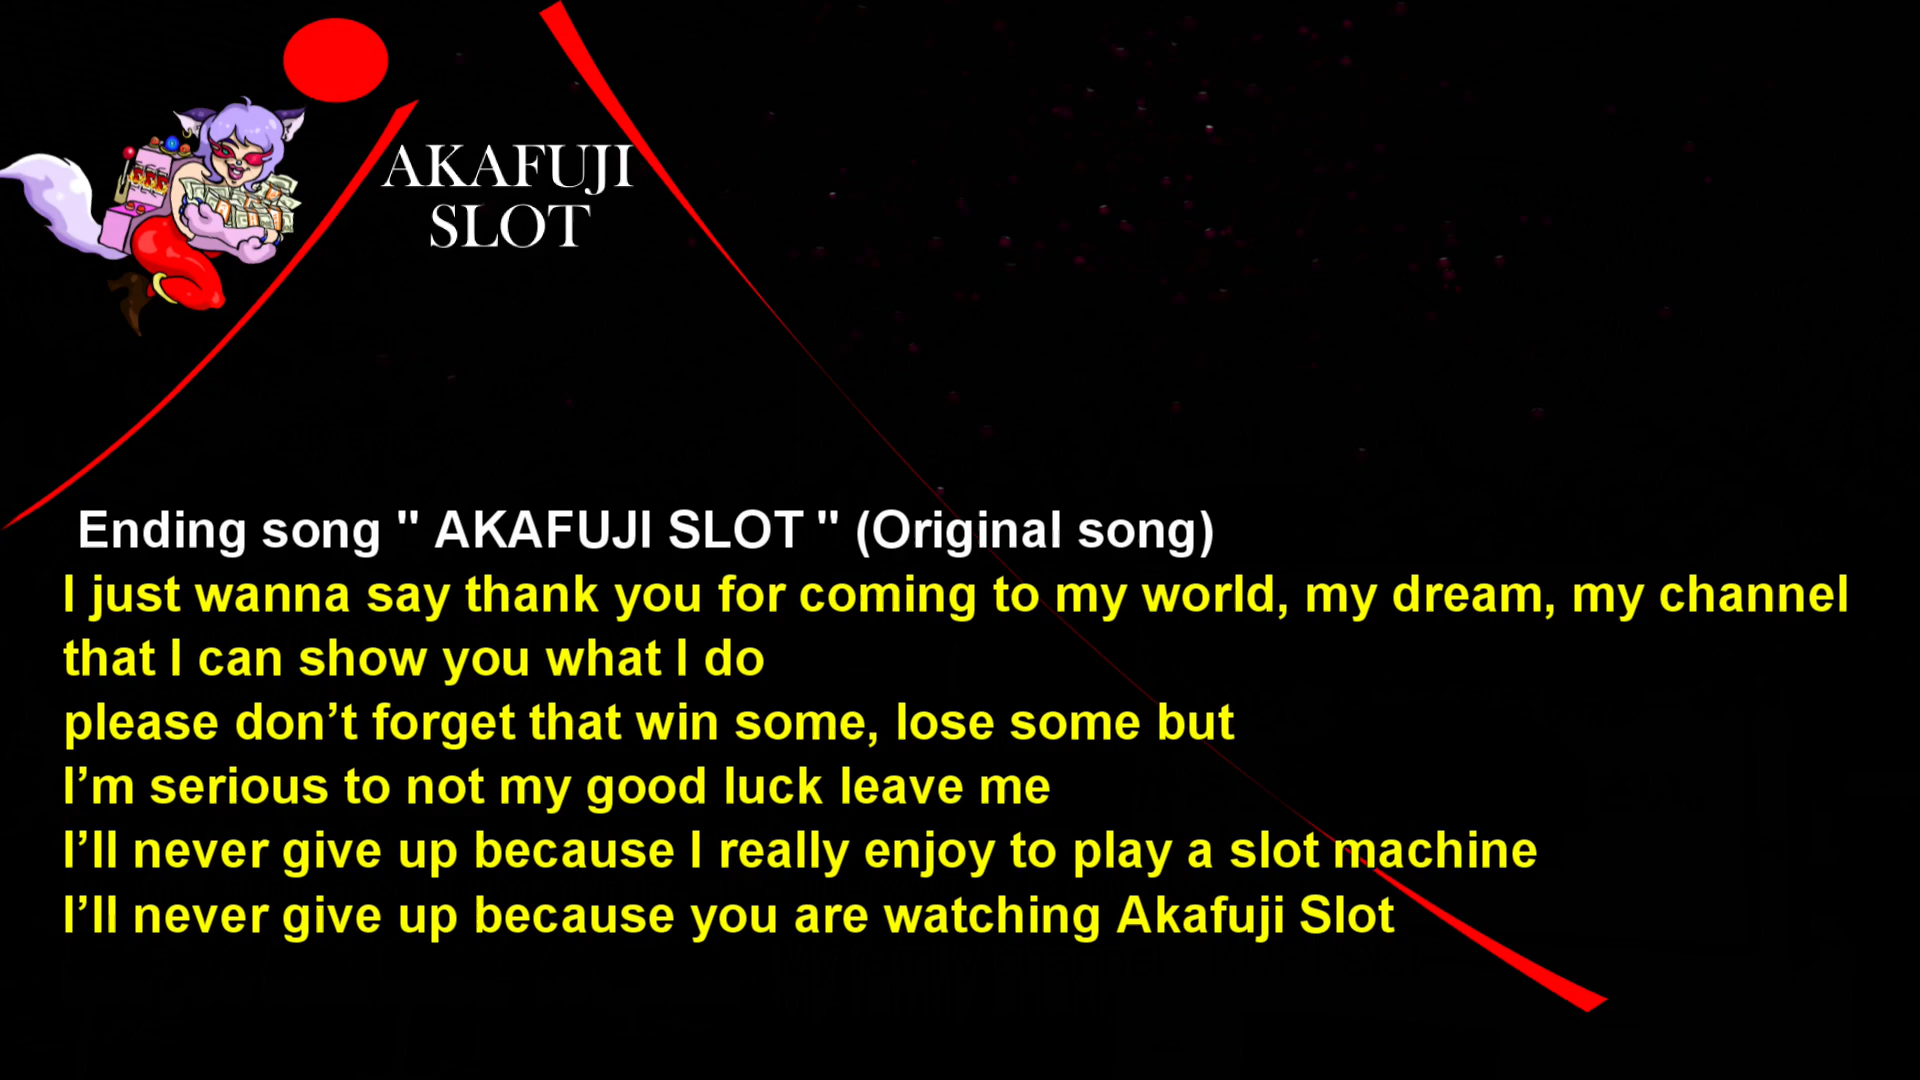 AKAFUJI
SLOT
Ending song " AKAFUJI SLOT " (Original song)
I just wanna say thank you for coming to my world, my dream, my channel
that I can show you what I do
please don’t forget that win some, lose some but
I’m serious to not my good luck leave me
I’ll never give up because I really enjoy to play a slot machine
I’ll never give up because you are watching Akafuji Slot